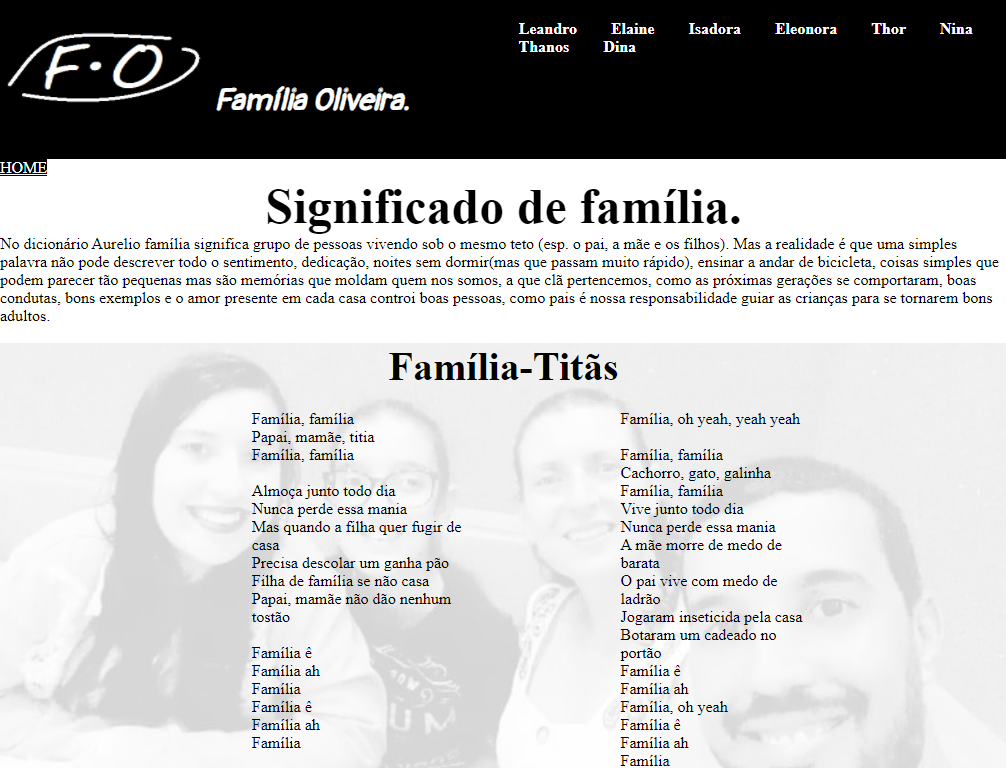 F·O
Família Oliveira.
Leandro Elaine Isadora Eleonora Thor Nina
Thanos Dina
HOME
Significado de família.
No dicionário Aurelio família significa grupo de pessoas vivendo sob o mesmo teto (esp. o pai, a mãe e os filhos). Mas a realidade é que uma simples
palavra não pode descrever todo o sentimento, dedicação, noites sem dormir(mas que passam muito rápido), ensinar a andar de bicicleta, coisas simples que
podem parecer tão pequenas mas são memórias que moldam quem nos somos, a que clã pertencemos, como as próximas gerações se comportaram, boas
condutas, bons exemplos e o amor presente em cada casa controi boas pessoas, como pais é nossa responsabilidade guiar as crianças para se tornarem bons
adultos.
Família-Titãs
Família, família
Papai, mamãe, titia
Família, família
Almoça junto todo dia
Nunca perde essa mania
Mas quando a filha quer fugir de
casa
Precisa descolar um ganha pão
Filha de família se não casa
Papai, mamãe não dão nenhum
tostão
Família ê
Família ah
Família
Família ê
Família ah
Família
Família, oh yeah, yeah yeah
Família, família
Cachorro, gato, galinha
Família, família
Vive junto todo dia
Nunca perde essa mania
A mãe morre de medo de
barata
O pai vive com medo de
ladrão
Jogaram inseticida pela casa
Botaram um cadeado no
portão
Família ê
Família ah
Família, oh yeah
Família ê
Família ah
Família